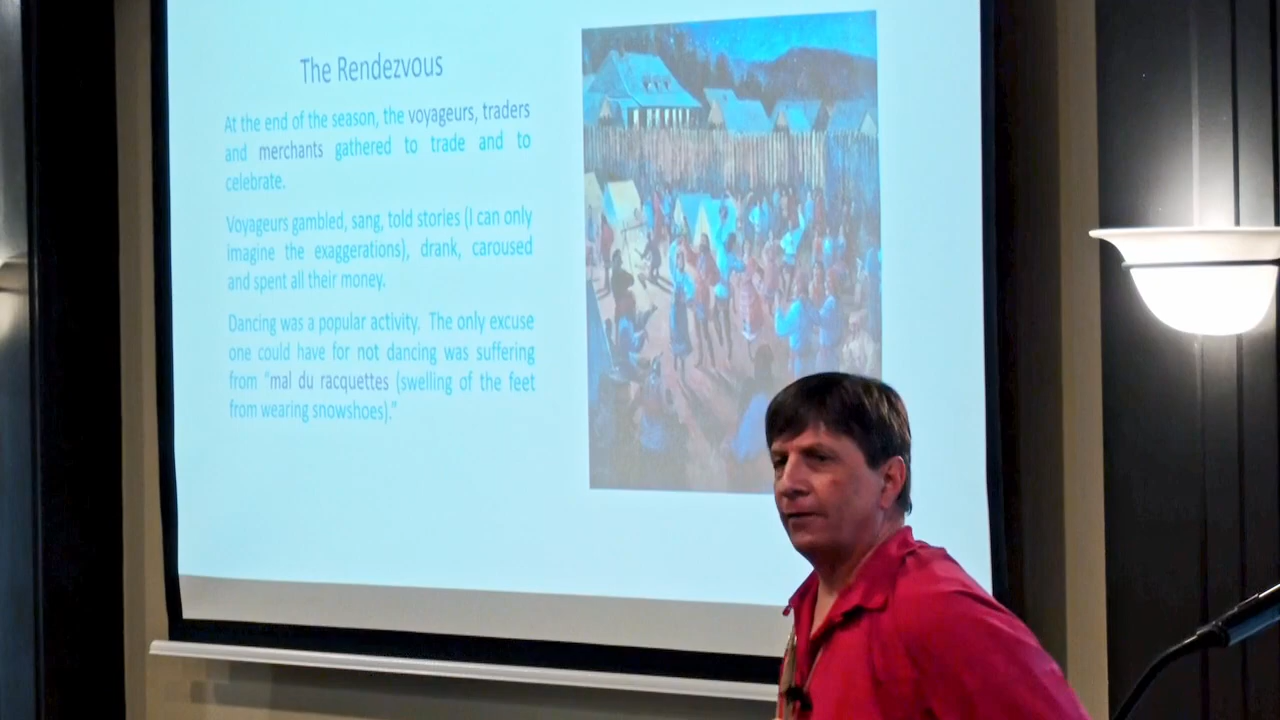 The Rendezvous
At the end of the season, the voyageurs, traders
and merchants gathered to trade and to
celebrate.
Voyageurs gambled, sang, told stories (I can only
imagine the exaggerations), drank, caroused
and spent all their money.
Dancing was a popular activity. The only excuse
one could have for not dancing was suffering
from "mal du racquettes (swelling of the feet
from wearing snowshoes)."